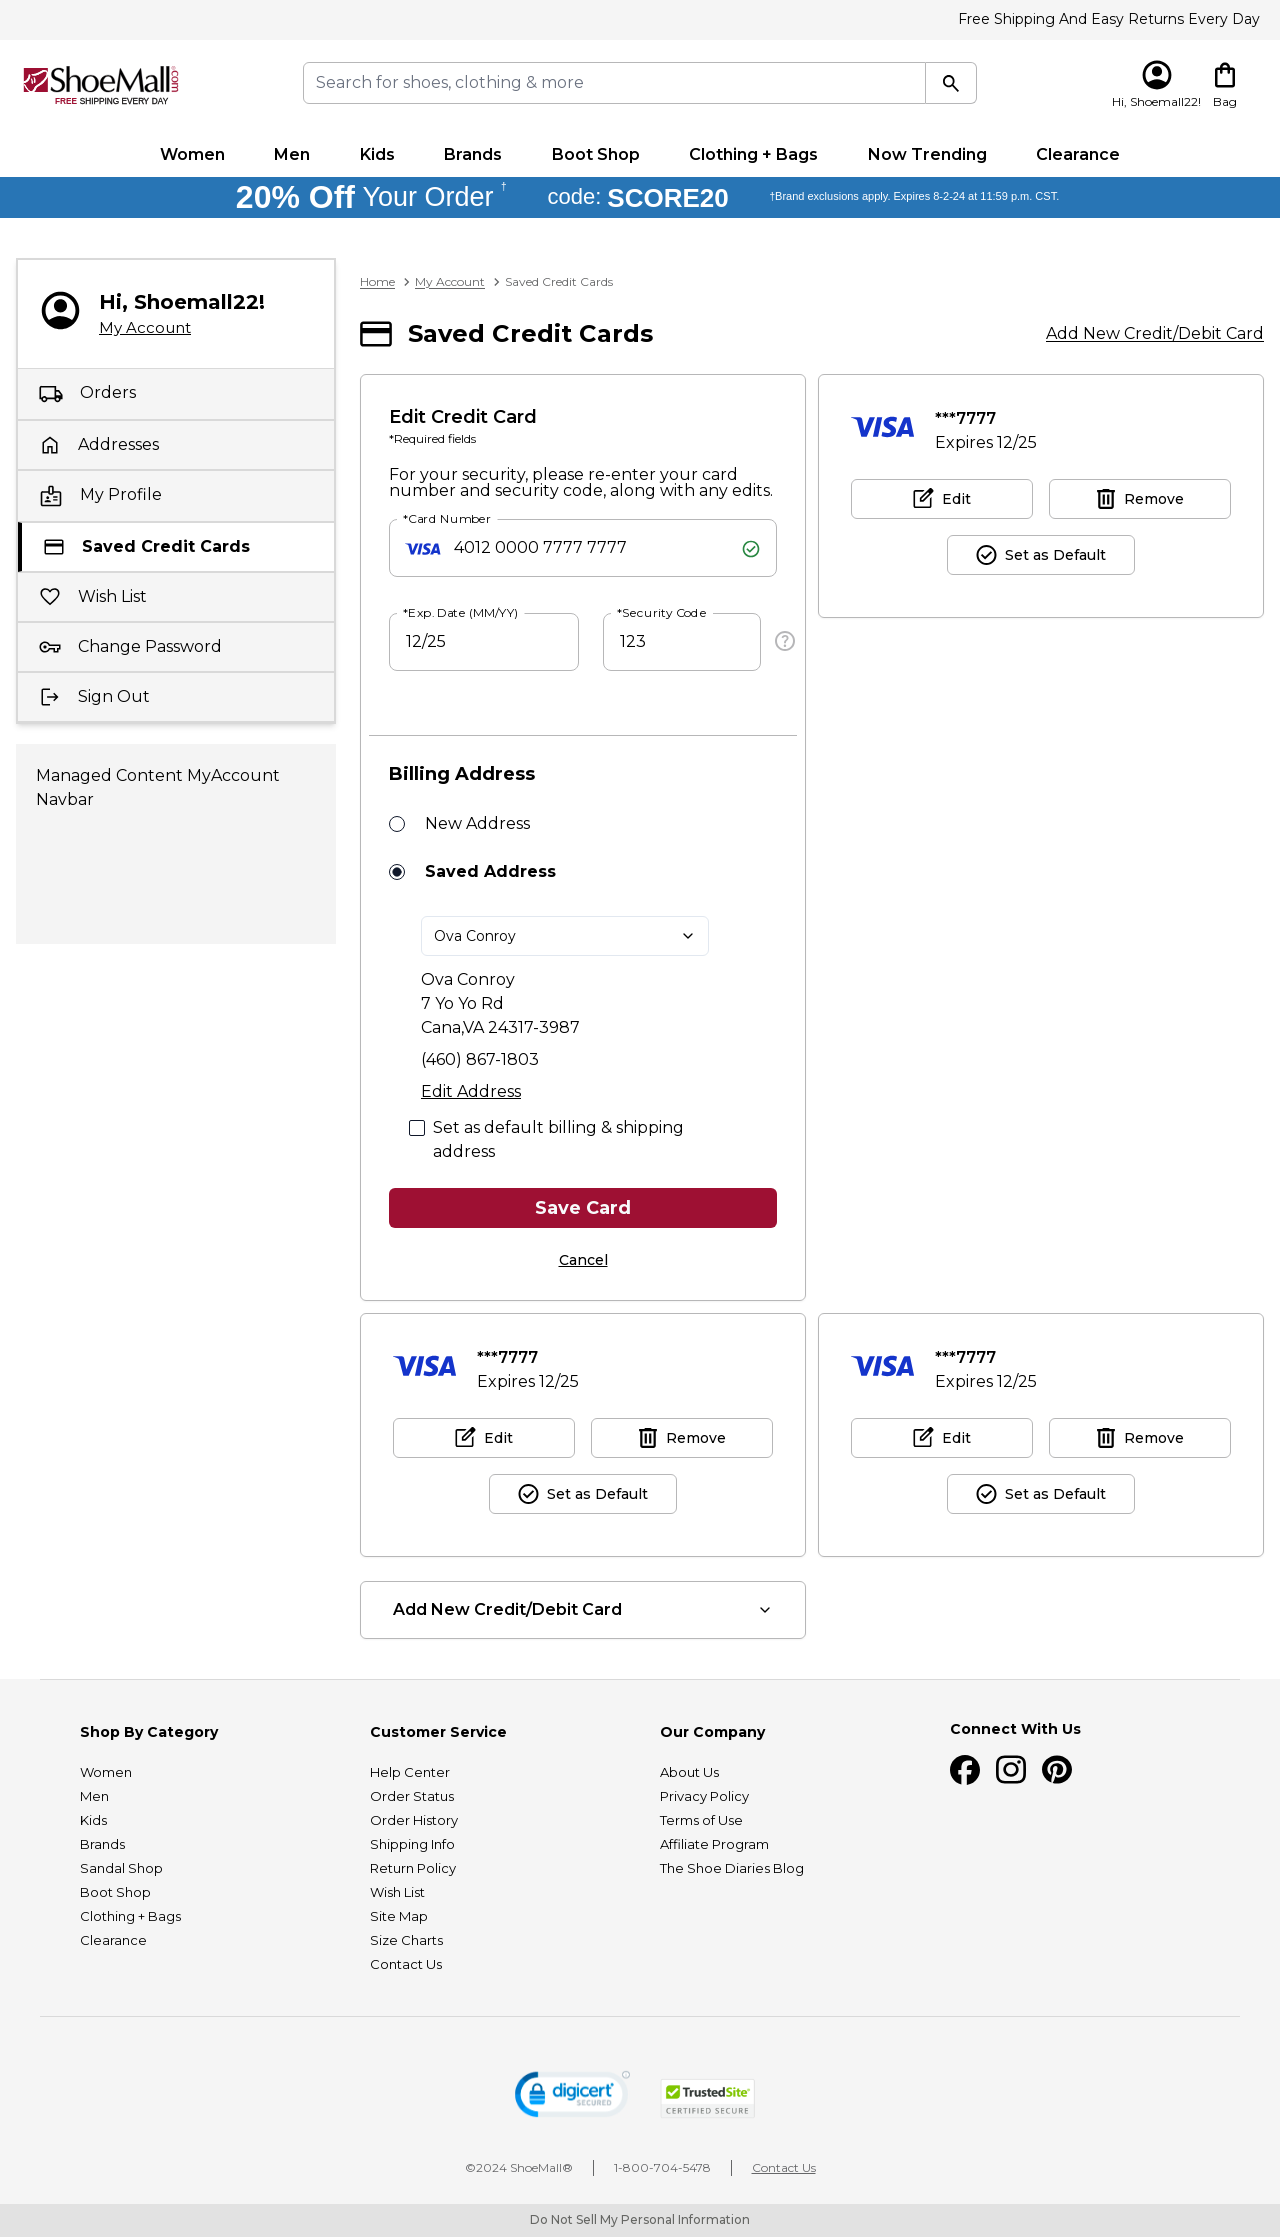 Free Shipping And Easy Returns Every Day
ShoeMall.com
FREE SHIPPING EVERY DAY
Search for shoes, clothing & more
Hi, Shoemall22!
Bag
Women Men Kids Brands Boot Shop Clothing + Bags Now Trending Clearance
20% Off Your Order † code: SCORE20 †Brand exclusions apply. Expires 8-2-24 at 11:59 p.m. CST.
Hi, Shoemall22!
My Account
Orders
Addresses
My Profile
Saved Credit Cards
Wish List
Change Password
Sign Out
Managed Content MyAccount
Navbar
Home > My Account > Saved Credit Cards
Saved Credit Cards
Add New Credit/Debit Card
Edit Credit Card
*Required fields
For your security, please re-enter your card
number and security code, along with any edits.
*Card Number
VISA 4012 0000 7777 7777
*Exp. Date (MM/YY)
12/25
*Security Code
123
Billing Address
New Address
Saved Address
Ova Conroy
Ova Conroy
7 Yo Yo Rd
Cana,VA 24317-3987
(460) 867-1803
Edit Address
Set as default billing & shipping
address
Save Card
Cancel
VISA
***7777
Expires 12/25
Edit
Remove
Set as Default
VISA
***7777
Expires 12/25
Edit
Remove
Set as Default
VISA
***7777
Expires 12/25
Edit
Remove
Set as Default
Add New Credit/Debit Card
Shop By Category
Women
Men
Kids
Brands
Sandal Shop
Boot Shop
Clothing + Bags
Clearance
Customer Service
Help Center
Order Status
Order History
Shipping Info
Return Policy
Wish List
Site Map
Size Charts
Contact Us
Our Company
About Us
Privacy Policy
Terms of Use
Affiliate Program
The Shoe Diaries Blog
Connect With Us
digicert
SECURED
TrustedSite
CERTIFIED SECURE
©2024 ShoeMall®
1-800-704-5478
Contact Us
Do Not Sell My Personal Information